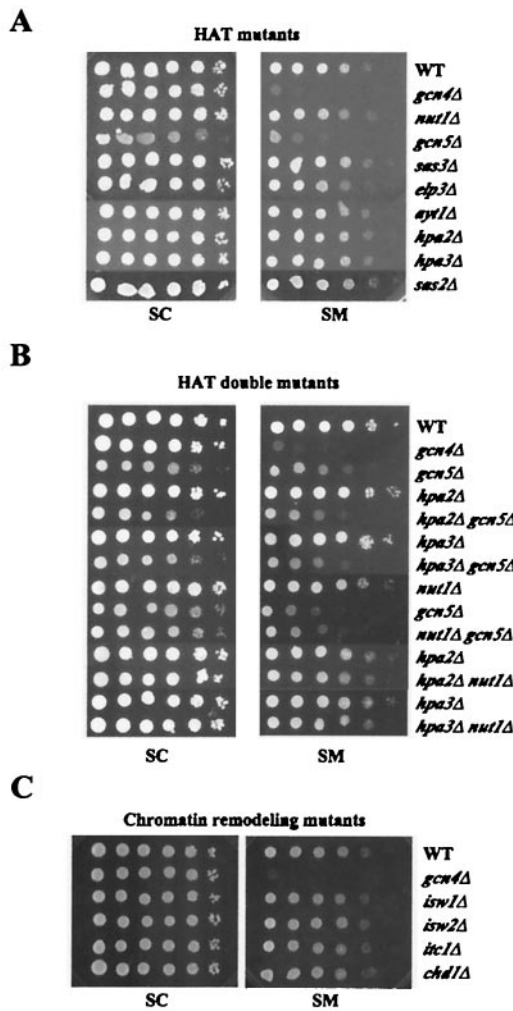 A
HAT mutants
WT
gcn4Δ
nut1Δ
gcn5Δ
sas3Δ
elp3Δ
ayt1Δ
hpa2Δ
hpa3Δ
sas2Δ
SC SM
B
HAT double mutants
WT
gcn4Δ
gcn5Δ
hpa2Δ
hpa2Δ gcn5Δ
hpa3Δ
hpa3Δ gcn5Δ
nut1Δ
gcn5Δ
nut1Δ gcn5Δ
hpa2Δ
hpa2Δ nut1Δ
hpa3Δ
hpa3Δ nut1Δ
SC SM
C
Chromatin remodeling mutants
WT
gcn4Δ
isw1Δ
isw2Δ
itc1Δ
chd1Δ
SC SM